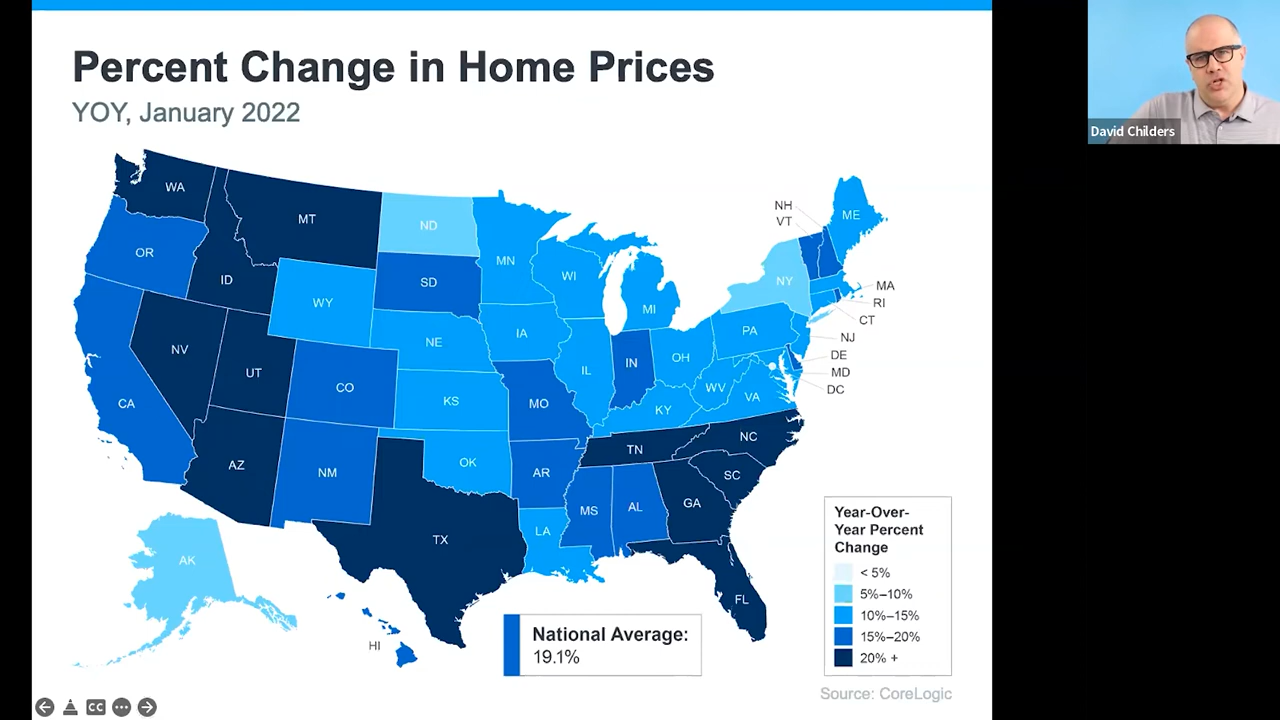 Percent Change in Home Prices
YOY, January 2022
David Childers
WA
MT
ND
MN
ME
NH
VT
OR
ID
SD
WI
NY
MI
MA
RI
CT
WY
NE
IA
PA
NJ
NV
UT
CO
KS
IL
IN
OH
DE
MD
DC
CA
MO
KY
WV
VA
AZ
NM
OK
AR
TN
NC
SC
MS
AL
GA
TX
LA
FL
AK
HI
National Average:
19.1%
Year-Over-
Year Percent
Change
< 5%
5%–10%
10%–15%
15%–20%
20% +
Source: CoreLogic
CC